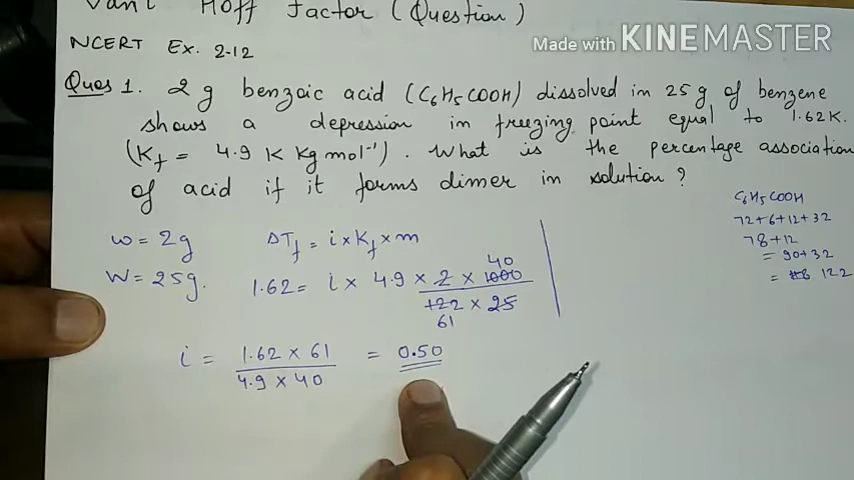 Vant Hoff Factor (Question)
Made with KINEMASTER
NCERT Ex. 2.12
Ques 1. 2 g benzoic acid (C6H5COOH) dissolved in 25 g of benzene
shows a depression in freezing point equal to 1.62K.
(Kf = 4.9 K Kg mol⁻¹). What is the percentage association
of acid if it forms dimer in solution?
C6H5COOH
72+6+12+32
78+12
= 90+32
= 122
w = 2g
ΔTf = i × Kf × m
W = 25g.
40
1.62 = i × 4.9 × 2 × 1000
122 × 25
61
i = 1.62 × 61 = 0.50
4.9 × 40